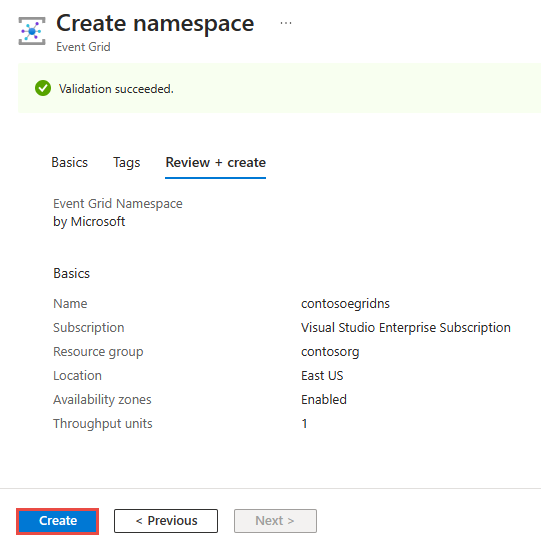 Create namespace ...
Event Grid
Validation succeeded.
Basics Tags Review + create
Event Grid Namespace
by Microsoft
Basics
Name contosoegridns
Subscription Visual Studio Enterprise Subscription
Resource group contosorg
Location East US
Availability zones Enabled
Throughput units 1
Create < Previous Next >